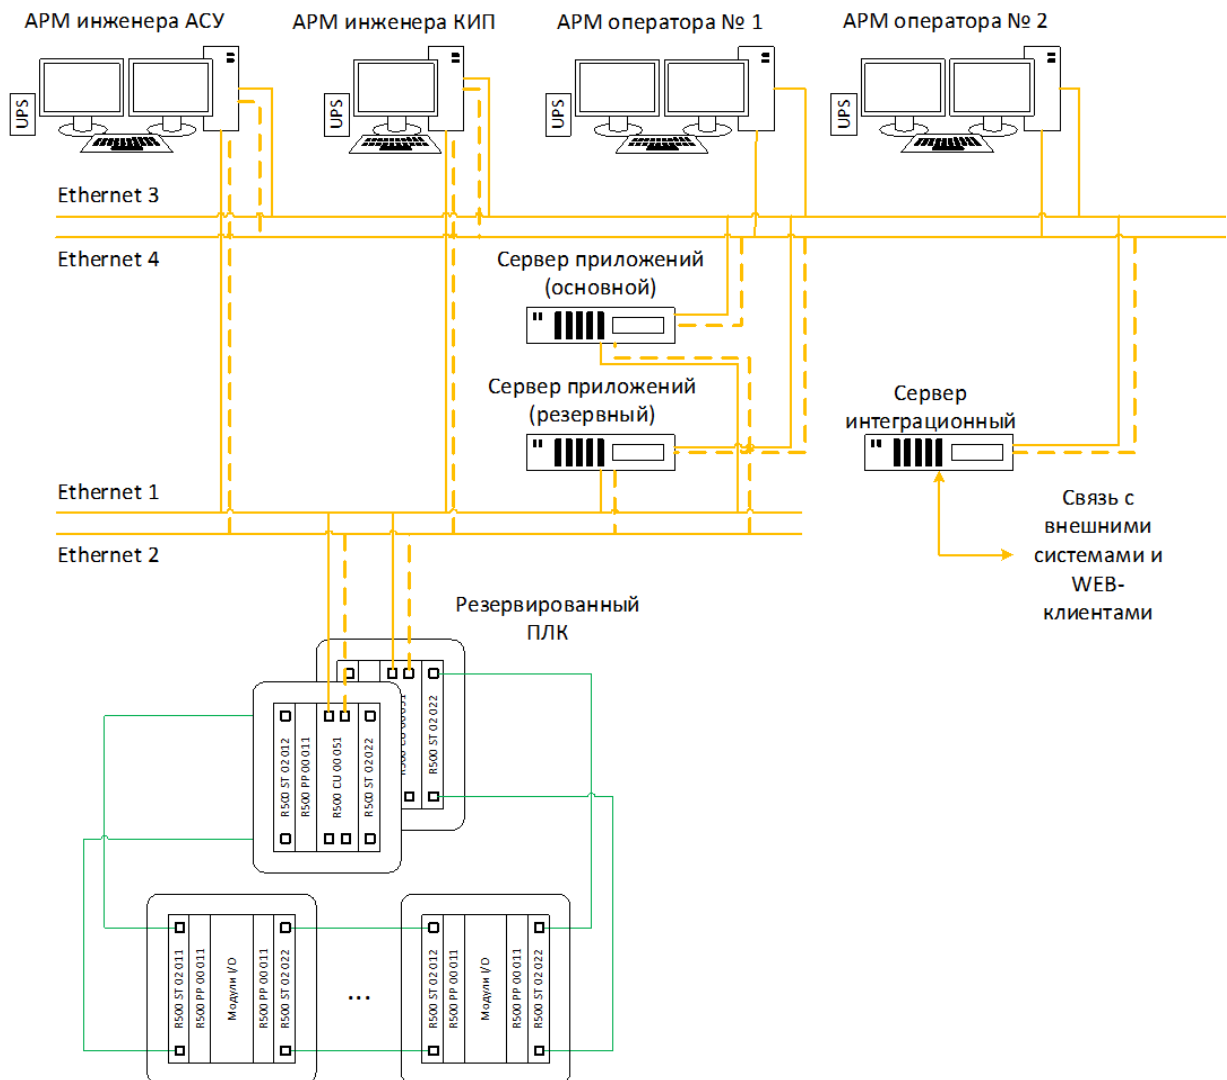 АРМ инженера АСУ
АРМ инженера КИП
АРМ оператора № 1
АРМ оператора № 2
UPS
UPS
UPS
UPS
Ethernet 3
Ethernet 4
Сервер приложений
(основной)
Сервер приложений
(резервный)
Сервер
интеграционный
Ethernet 1
Ethernet 2
Связь с
внешними
системами и
WEB-
клиентами
Резервированный
ПЛК
R500 CU 00 051
R500 ST 02 022
R500 ST 02 012
R500 PP 00 011
R500 CU 00 051
R500 ST 02 022
R500 ST 02 011
R500 PP 00 011
Модули I/O
R500 PP 00 011
R500 ST 02 022
...
R500 ST 02 012
R500 PP 00 011
Модули I/O
R500 PP 00 011
R500 ST 02 022